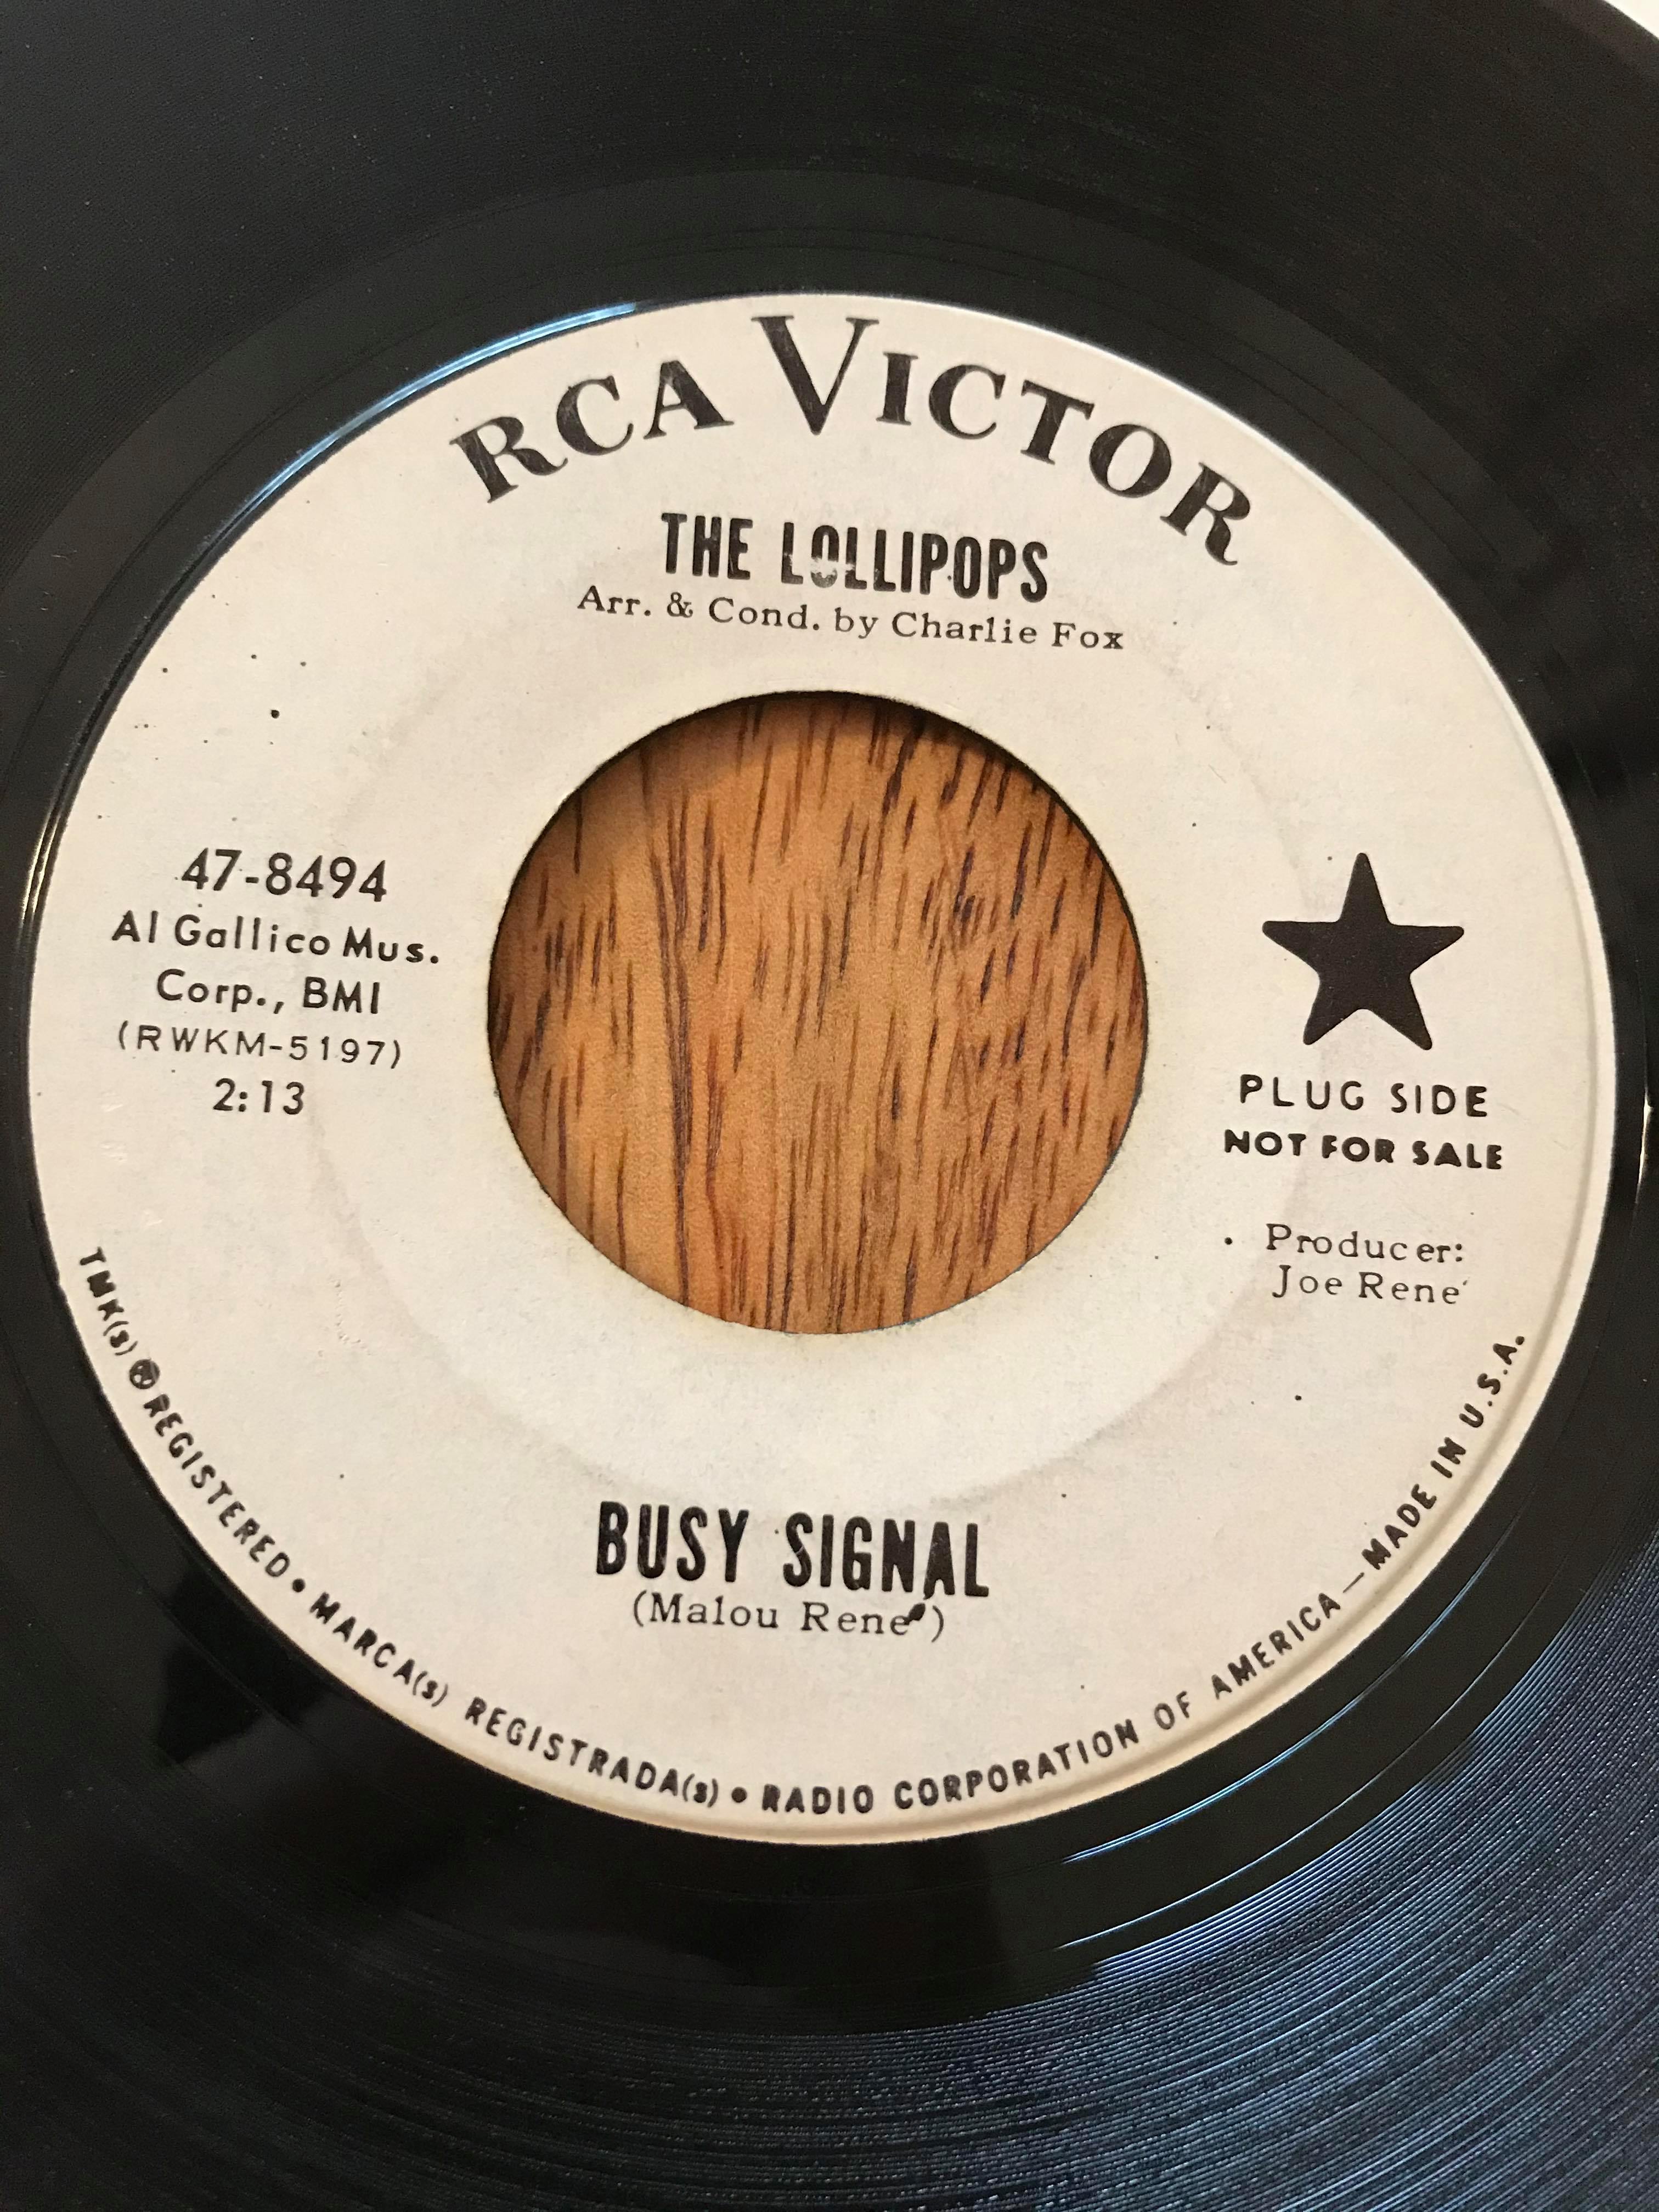 RCA VICTOR
THE LOLLIPOPS
Arr. & Cond. by Charlie Fox
47-8494
Al Gallico Mus.
Corp., BMI
(RWKM-5197)
2:13
PLUG SIDE
NOT FOR SALE
Producer:
Joe Rene'
BUSY SIGNAL
(Malou Rene')
TMK(s) ® REGISTERED • MARCA(s) REGISTRADA(s) • RADIO CORPORATION OF AMERICA—MADE IN U.S.A.